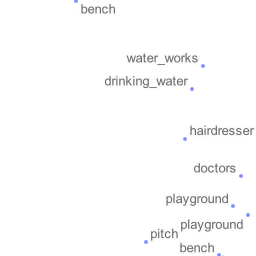 bench
water_works
drinking_water
hairdresser
doctors
playground
playground
pitch
bench